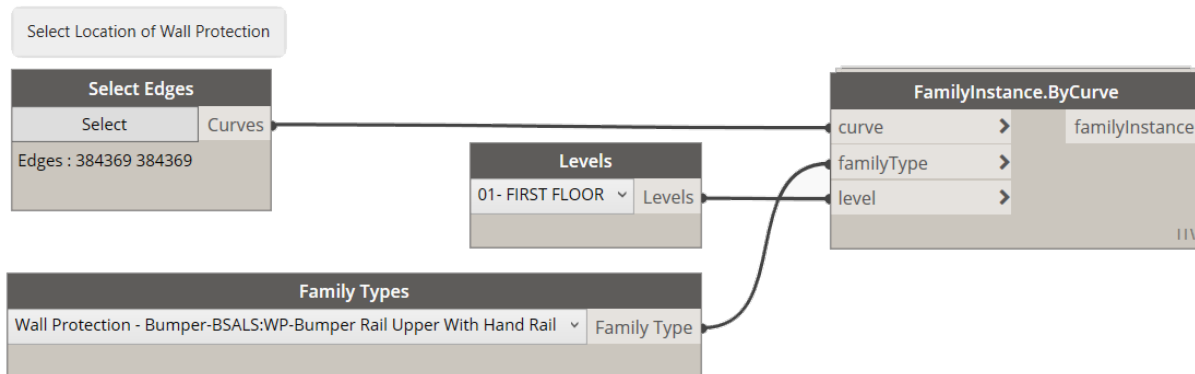 Select Location of Wall Protection
Select Edges
Select
Curves
Edges : 384369 384369
Levels
01- FIRST FLOOR
Levels
Family Types
Wall Protection - Bumper-BSALS:WP-Bumper Rail Upper With Hand Rail
Family Type
FamilyInstance.ByCurve
curve
familyInstance
familyType
level